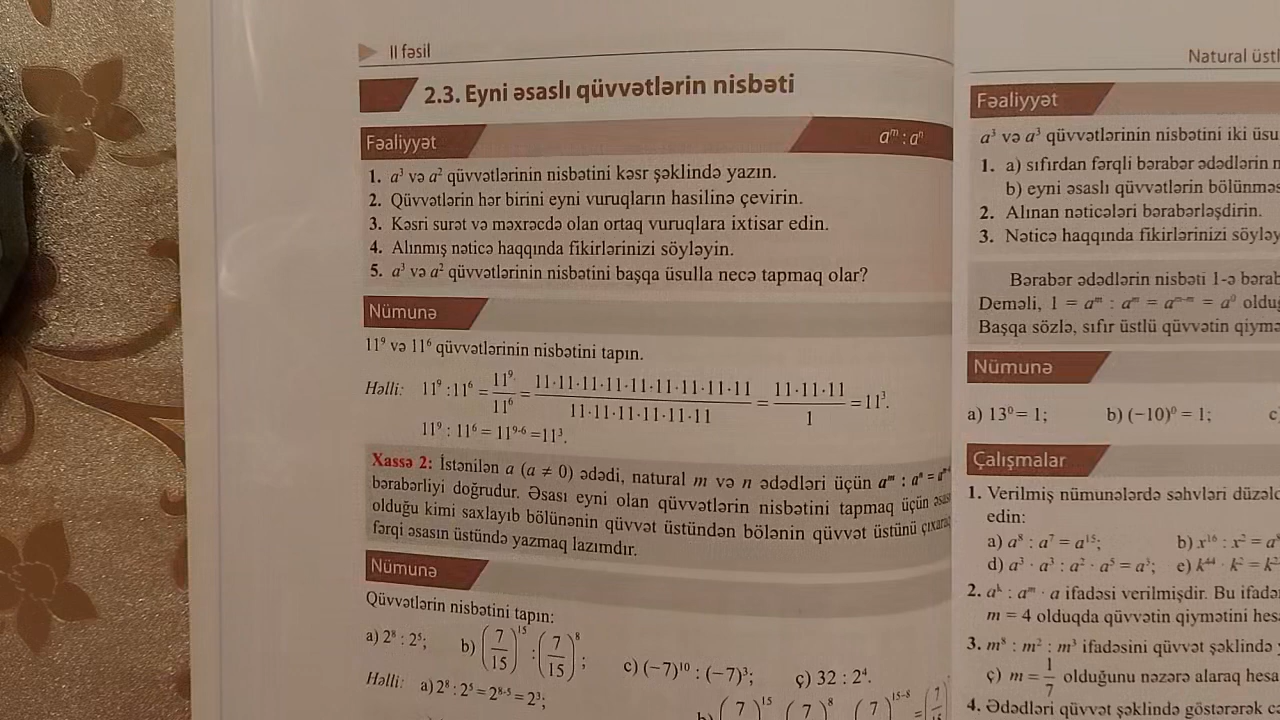 II fəsil
2.3. Eyni əsaslı qüvvətlərin nisbəti
Fəaliyyət
aᵐ : aⁿ
1. a³ və a² qüvvətlərinin nisbətini kəsr şəklində yazın.
2. Qüvvətlərin hər birini eyni vuruqların hasilinə çevirin.
3. Kəsri surət və məxrəcdə olan ortaq vuruqlara ixtisar edin.
4. Alınmış nəticə haqqında fikirlərinizi söyləyin.
5. a³ və a² qüvvətlərinin nisbətini başqa üsulla necə tapmaq olar?
Nümunə
11⁹ və 11⁶ qüvvətlərinin nisbətini tapın.
Həlli: 11⁹ : 11⁶ = 11⁹/11⁶ = 11·11·11·11·11·11·11·11·11/11·11·11·11·11·11 = 11·11·11/1 = 11³.
11⁹ : 11⁶ = 11⁹⁻⁶ = 11³.
Xassə 2: İstənilən a (a ≠ 0) ədədi, natural m və n ədədləri üçün aᵐ : aⁿ =
bərabərliyi doğrudur. Əsası eyni olan qüvvətlərin nisbətini tapmaq üçün
olduğu kimi saxlayıb bölünənin qüvvət üstündən bölənin qüvvət üstünü
fərqi əsasın üstündə yazmaq lazımdır.
Nümunə
Qüvvətlərin nisbətini tapın:
a) 2⁸ : 2⁵; b) (7/15)¹⁵ : (7/15)⁸; c) (−7)¹⁰ : (−7)³; ç) 32 : 2⁴.
Həlli: a) 2⁸ : 2⁵ = 2⁸⁻⁵ = 2³;
Natural
Fəaliyyət
a³ və a³ qüvvətlərinin nisbətini iki
1. a) sıfırdan fərqli bərabər ədədlərin
b) eyni əsaslı qüvvətlərin
2. Alınan nəticələri bərabərləşdirin.
3. Nəticə haqqında fikirlərinizi
Bərabər ədədlərin nisbəti 1-ə
Deməli, 1 = aᵐ : aᵐ = aᵐ⁻ᵐ = a⁰
Başqa sözlə, sıfır üstlü qüvvətin
Nümunə
a) 13⁰ = 1; b) (−10)⁰ = 1;
Çalışmalar
1. Verilmiş nümunələrdə səhvləri
edin:
a) a⁸ : a⁷ = a¹⁵; b) x¹⁶ : x² =
d) a³ · a³ : a² · a⁵ = a³; e) k⁴⁴ · k² =
2. aᵏ : aᵐ · a ifadəsi verilmişdir. Bu
m = 4 olduqda qüvvətin qiymətini
3. m⁸ : m² : m³ ifadəsini qüvvət şəklində
ç) m = 1/7 olduğunu nəzərə alaraq
4. Ədədləri qüvvət şəklində göstərərək